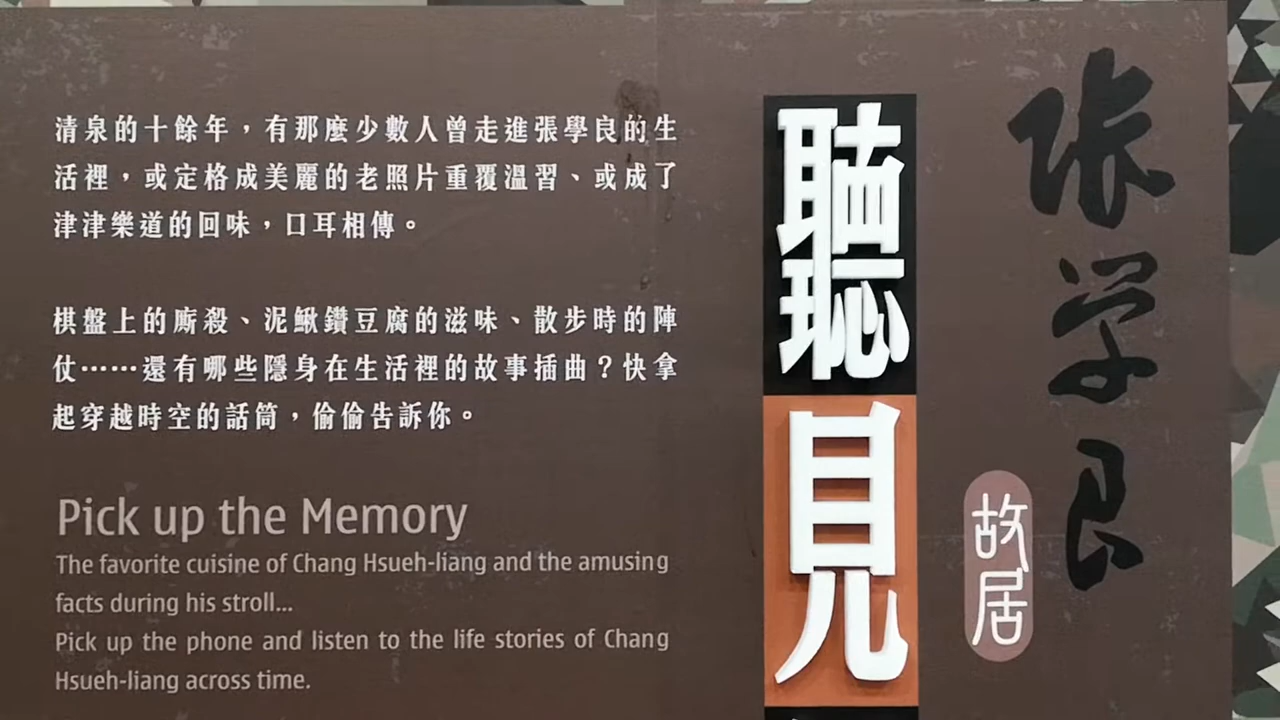 張学良
故居
聽見
清泉的十餘年，有那麼少數人曾走進張學良的生
活裡，或定格成美麗的老照片重覆溫習、或成了
津津樂道的回味，口耳相傳。
棋盤上的廝殺、泥鰍鑽豆腐的滋味、散步時的陣
仗⋯⋯還有哪些隱身在生活裡的故事插曲？快拿
起穿越時空的話筒，偷偷告訴你。
Pick up the Memory
The favorite cuisine of Chang Hsueh-liang and the amusing
facts during his stroll...
Pick up the phone and listen to the life stories of Chang
Hsueh-liang across time.